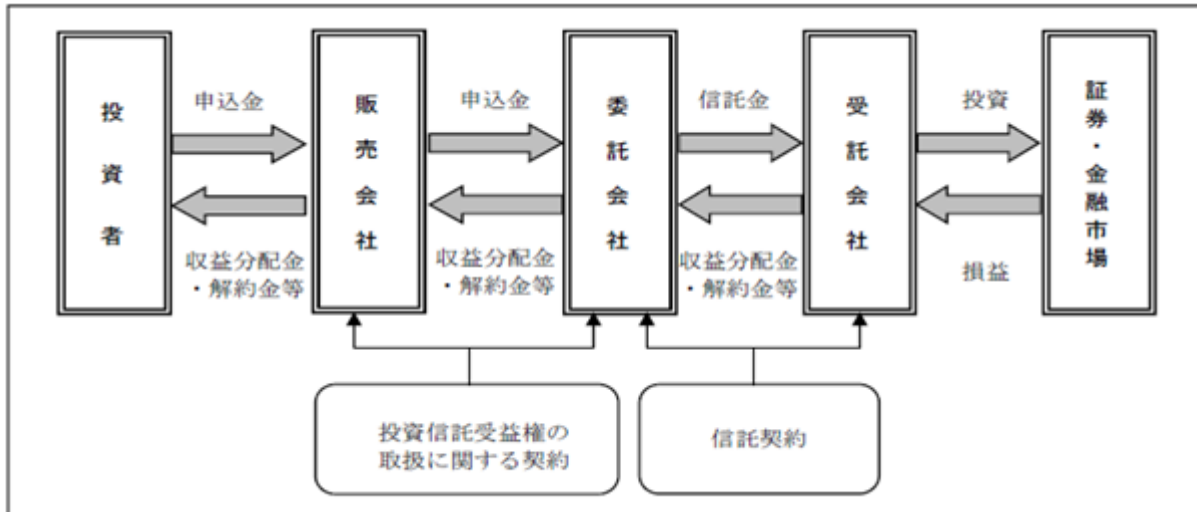 投資者
申込金
収益分配金
・解約金等
販売会社
申込金
収益分配金
・解約金等
委託会社
信託金
収益分配金
・解約金等
受託会社
投資
損益
証券・金融市場
投資信託受益権の
取扱に関する契約
信託契約